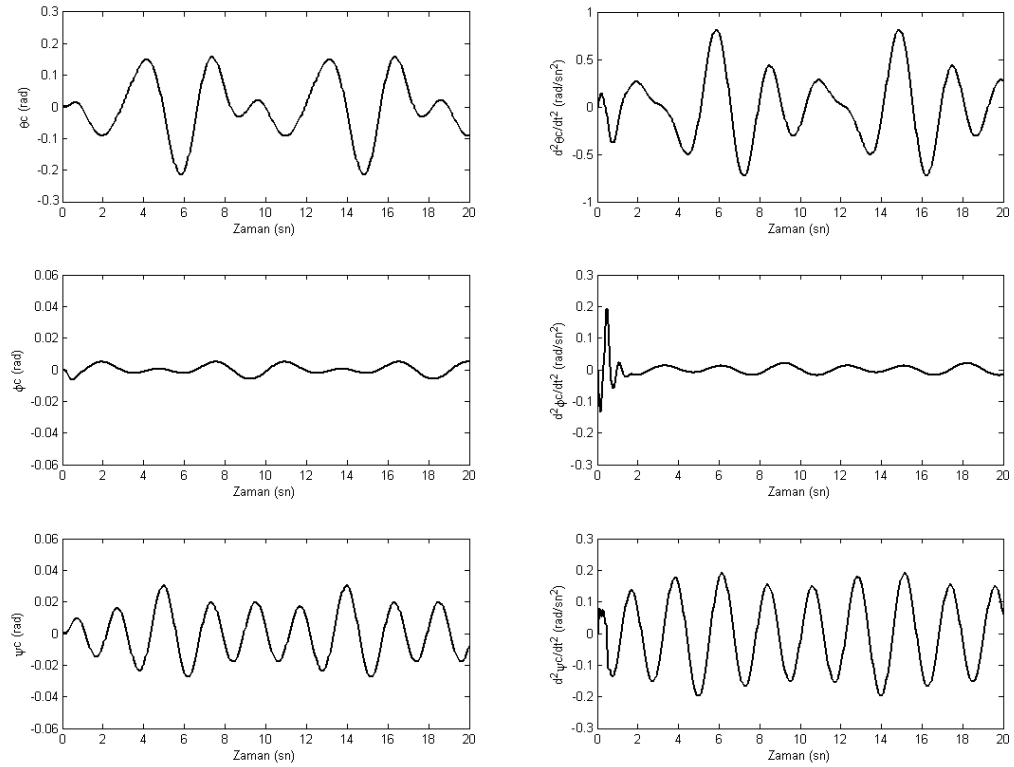 0.3
0.2
0.1
0
-0.1
-0.2
-0.3
θc (rad)
0 2 4 6 8 10 12 14 16 18 20
Zaman (sn)
1
0.5
0
-0.5
-1
d²θc/dt² (rad/sn²)
0 2 4 6 8 10 12 14 16 18 20
Zaman (sn)
0.06
0.04
0.02
0
-0.02
-0.04
-0.06
ϕc (rad)
0 2 4 6 8 10 12 14 16 18 20
Zaman (sn)
0.3
0.2
0.1
0
-0.1
-0.2
-0.3
d²ϕc/dt² (rad/sn²)
0 2 4 6 8 10 12 14 16 18 20
Zaman (sn)
0.06
0.04
0.02
0
-0.02
-0.04
-0.06
ψc (rad)
0 2 4 6 8 10 12 14 16 18 20
Zaman (sn)
0.3
0.2
0.1
0
-0.1
-0.2
-0.3
d²ψc/dt² (rad/sn²)
0 2 4 6 8 10 12 14 16 18 20
Zaman (sn)